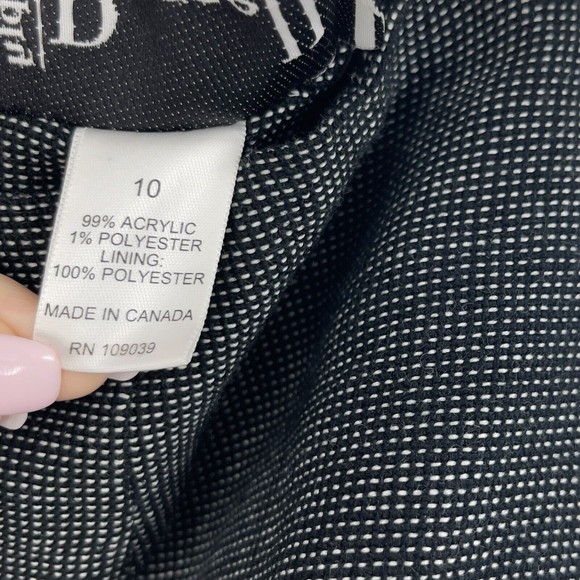 10
99% ACRYLIC
1% POLYESTER
LINING:
100% POLYESTER
MADE IN CANADA
RN 109039